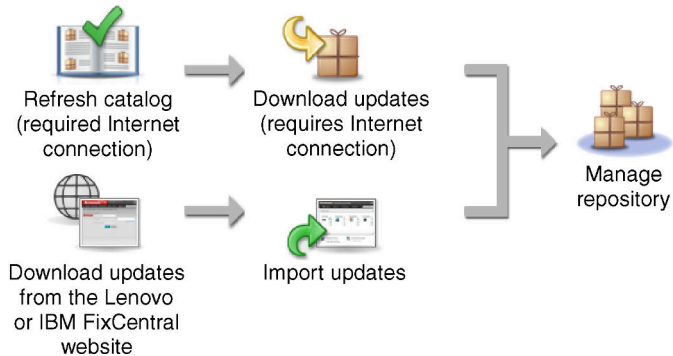 Refresh catalog
(required Internet
connection)
Download updates
(requires Internet
connection)
Manage
repository
Download updates
from the Lenovo
or IBM FixCentral
website
Import updates